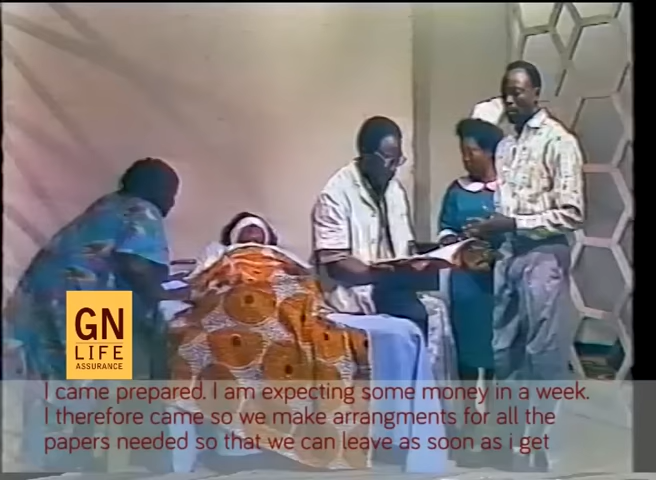 GN
LIFE
ASSURANCE
I came prepared. I am expecting some money in a week.
I therefore came so we make arrangments for all the
papers needed so that we can leave as soon as i get